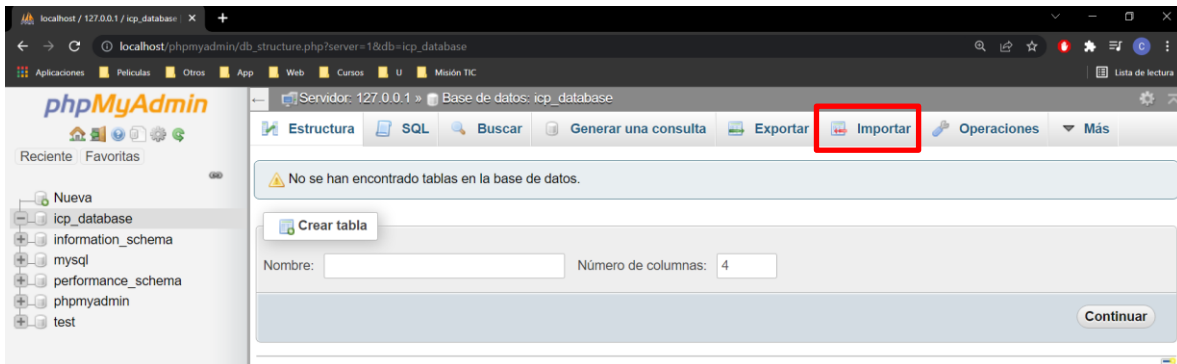 localhost / 127.0.0.1 / icp_database
localhost/phpmyadmin/db_structure.php?server=1&db=icp_database
C
Aplicaciones Peliculas Otros App Web Cursos U Misión TIC Lista de lectura
phpMyAdmin
Reciente Favoritas
Nueva
icp_database
information_schema
mysql
performance_schema
phpmyadmin
test
Servidor: 127.0.0.1 » Base de datos: icp_database
Estructura SQL Buscar Generar una consulta Exportar Importar Operaciones Más
No se han encontrado tablas en la base de datos.
Crear tabla
Nombre: Número de columnas: 4
Continuar